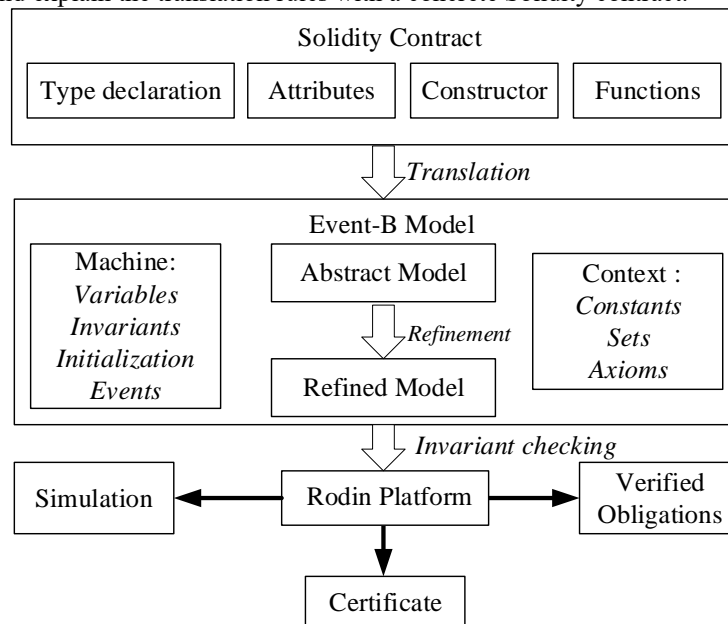 and explain the translation rules with a concrete Solidity contract.
Solidity Contract
Type declaration
Attributes
Constructor
Functions
Translation
Event-B Model
Machine:
Variables
Invariants
Initialization
Events
Abstract Model
Refinement
Refined Model
Context :
Constants
Sets
Axioms
Invariant checking
Simulation
Rodin Platform
Verified
Obligations
Certificate